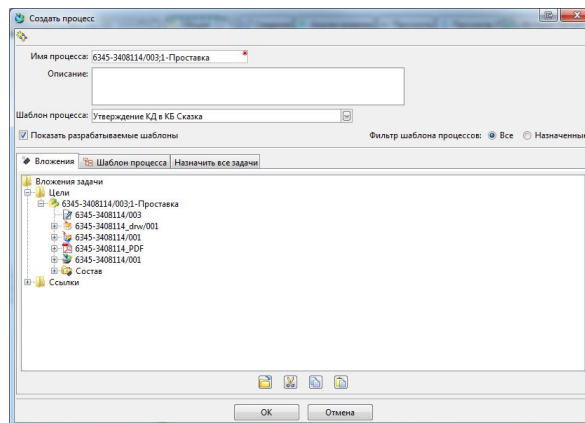 Создать процесс
Имя процесса: 6345-3408114/003;1-Проставка *
Описание:
Шаблон процесса: Утверждение КД в КБ Сказка
Показать разрабатываемые шаблоны Фильтр шаблона процессов: Все Назначенные
Вложения Шаблон процесса Назначить все задачи
Вложения задачи
Цели
6345-3408114/003;1-Проставка
6345-3408114/003
6345-3408114_drw/001
6345-3408114/001
6345-3408114_PDF
6345-3408114/001
Состав
Ссылки
OK Отмена